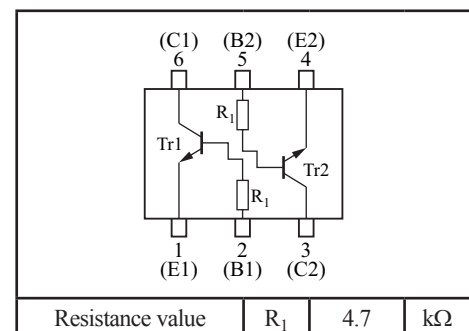 (C1) (B2) (E2)
6 5 4
R₁
Tr1
Tr2
R₁
1 2 3
(E1) (B1) (C2)
Resistance value R₁ 4.7 kΩ